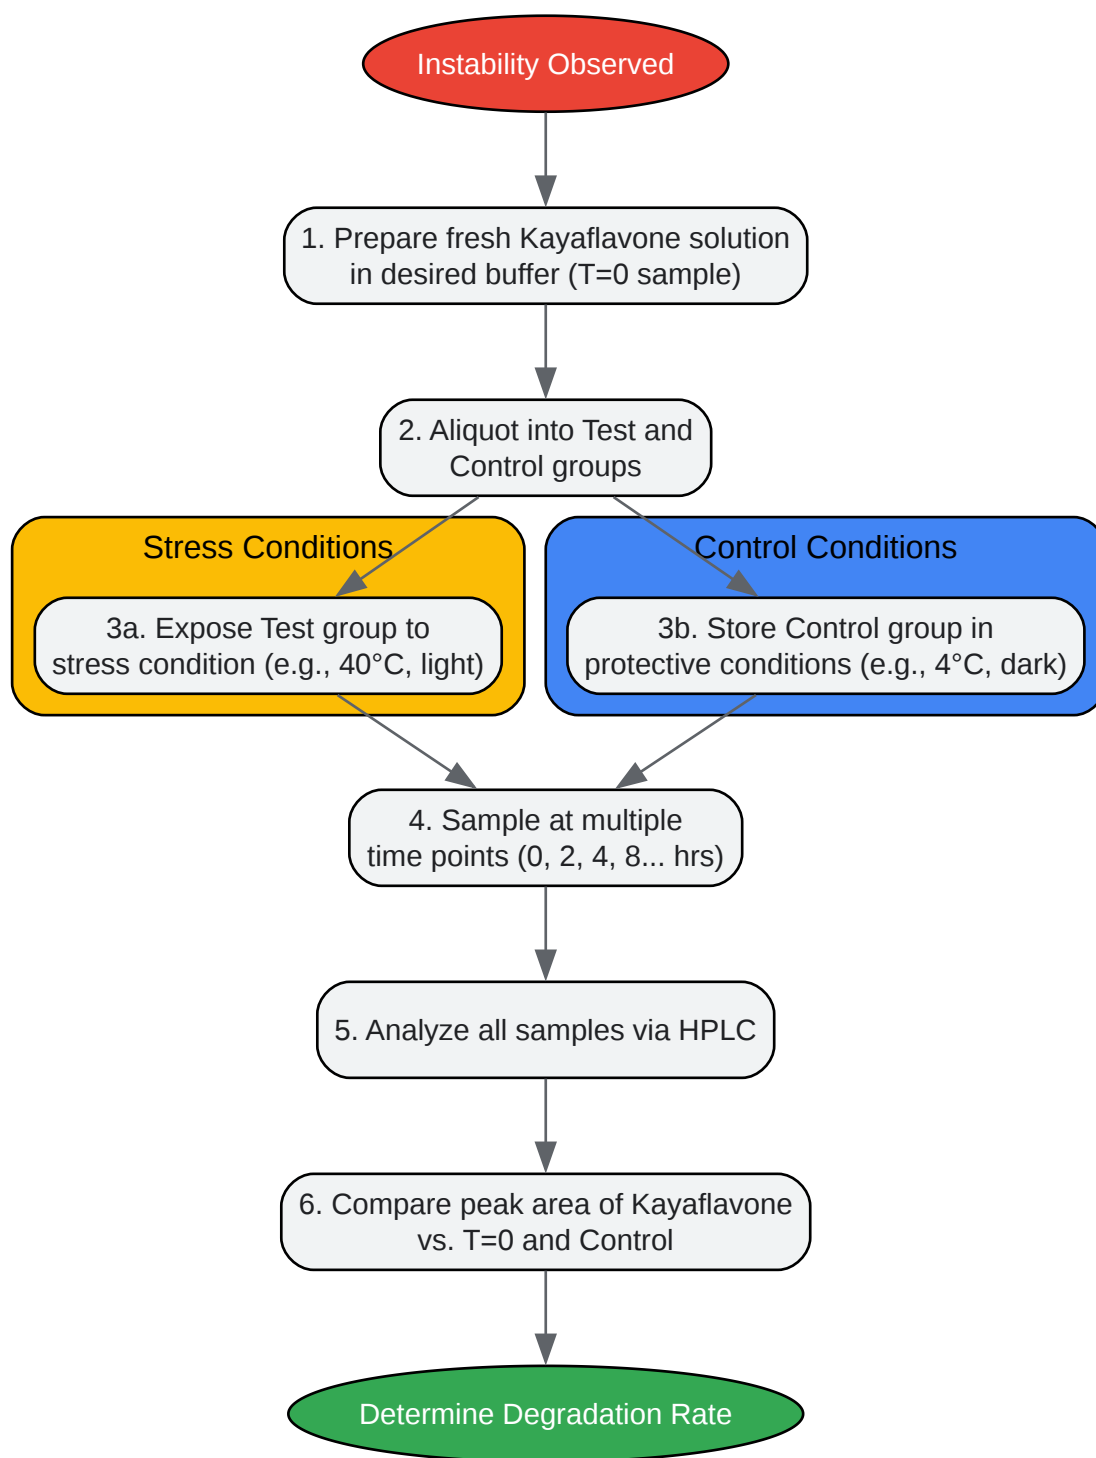 Instability Observed
1. Prepare fresh Kayaflavone solution
in desired buffer (T=0 sample)
2. Aliquot into Test and
Control groups
Stress Conditions
3a. Expose Test group to
stress condition (e.g., 40°C, light)
Control Conditions
3b. Store Control group in
protective conditions (e.g., 4°C, dark)
4. Sample at multiple
time points (0, 2, 4, 8... hrs)
5. Analyze all samples via HPLC
6. Compare peak area of Kayaflavone
vs. T=0 and Control
Determine Degradation Rate